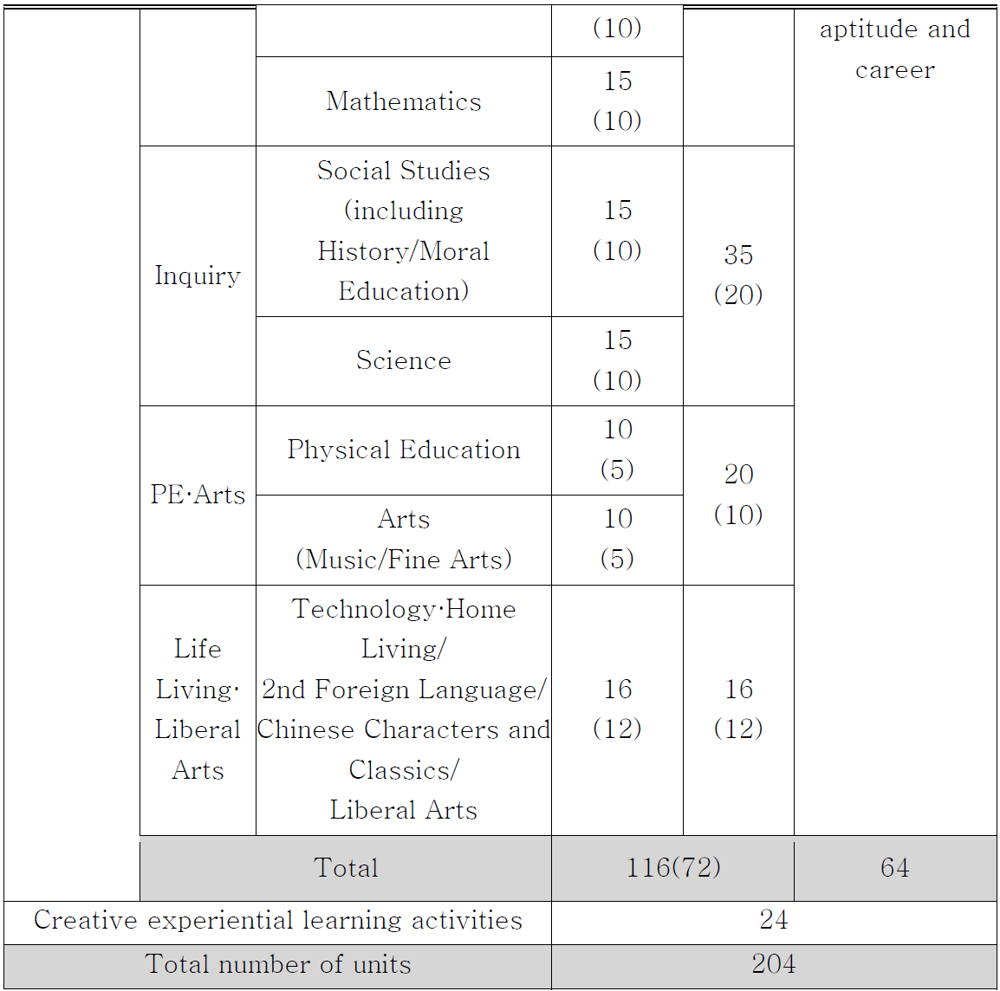 (10)
aptitude and
career
Mathematics
15
(10)
Inquiry
Social Studies
(including
History/Moral
Education)
15
(10)
35
(20)
Science
15
(10)
PE·Arts
Physical Education
10
(5)
20
(10)
Arts
(Music/Fine Arts)
10
(5)
Life
Living·
Liberal
Arts
Technology·Home
Living/
2nd Foreign Language/
Chinese Characters and
Classics/
Liberal Arts
16
(12)
16
(12)
Total
116(72)
64
Creative experiential learning activities
24
Total number of units
204